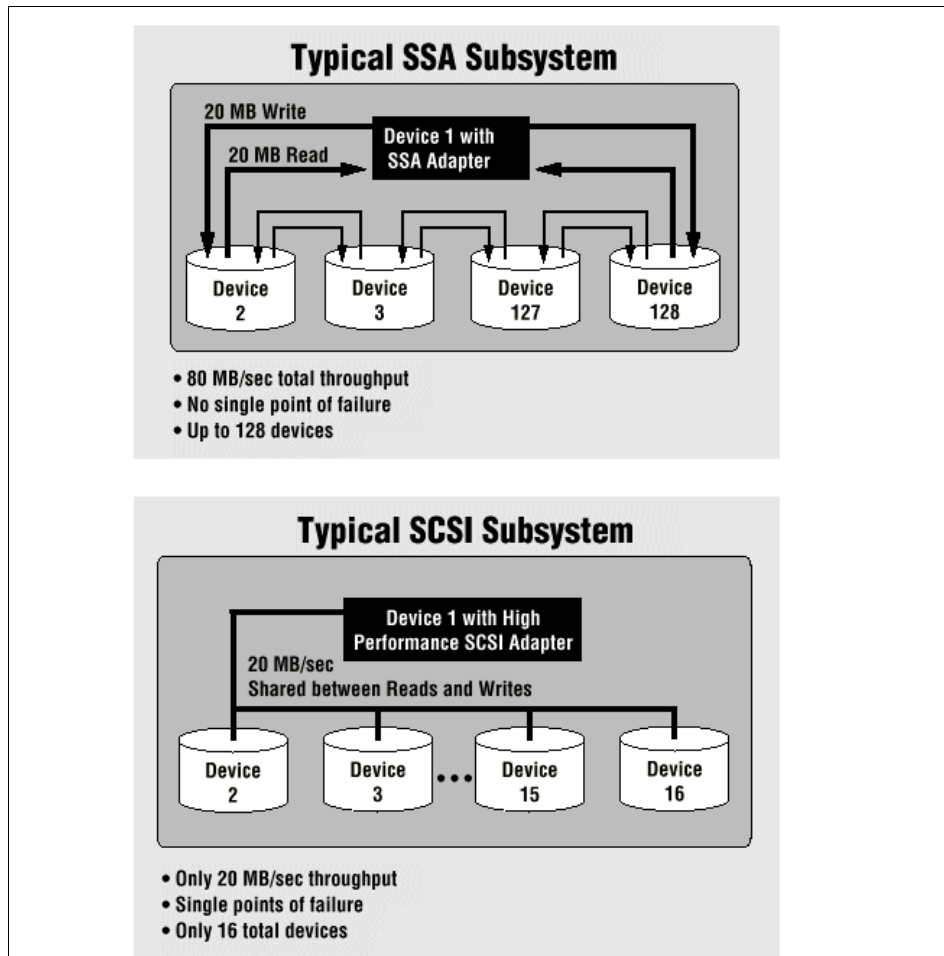 Typical SSA Subsystem
20 MB Write
Device 1 with
SSA Adapter
20 MB Read
Device
2
Device
3
Device
127
Device
128
• 80 MB/sec total throughput
• No single point of failure
• Up to 128 devices
Typical SCSI Subsystem
Device 1 with High
Performance SCSI Adapter
20 MB/sec
Shared between Reads and Writes
Device
2
Device
3
•••
Device
15
Device
16
• Only 20 MB/sec throughput
• Single points of failure
• Only 16 total devices